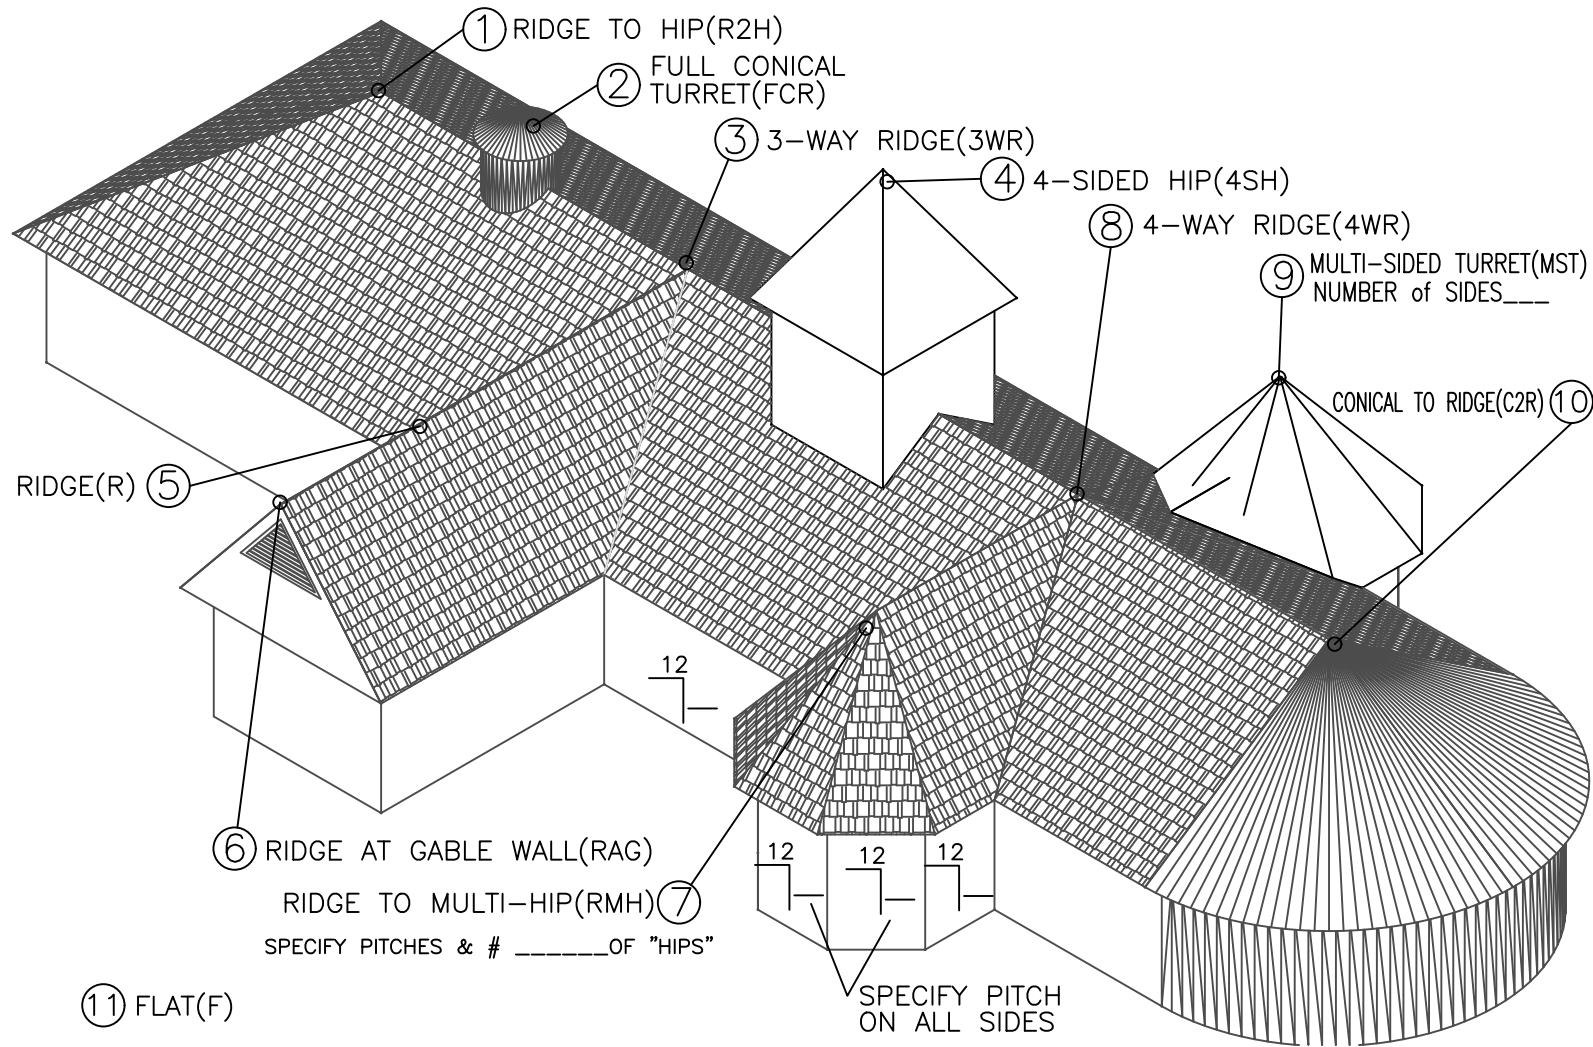 1 RIDGE TO HIP(R2H)
2 FULL CONICAL
TURRET(FCR)
3 3-WAY RIDGE(3WR)
4 4-SIDED HIP(4SH)
8 4-WAY RIDGE(4WR)
9 MULTI-SIDED TURRET(MST)
NUMBER of SIDES___
CONICAL TO RIDGE(C2R) 10
RIDGE(R) 5
12
6 RIDGE AT GABLE WALL(RAG)
12
12
12
RIDGE TO MULTI-HIP(RMH) 7
SPECIFY PITCHES & # ______OF "HIPS"
SPECIFY PITCH
ON ALL SIDES
11 FLAT(F)